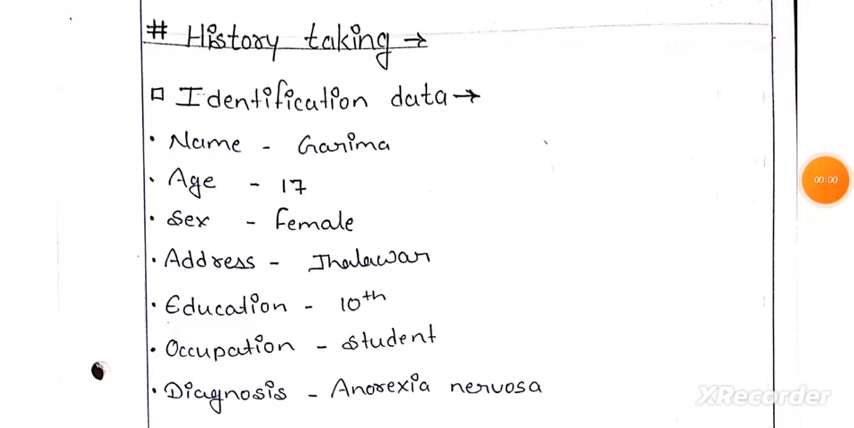 # History taking →
□ Identification data →
• Name - Garima
• Age - 17
• Sex - Female
• Address - Jhalawar
• Education - 10th
• Occupation - Student
• Diagnosis - Anorexia nervosa
00:00
XRecorder